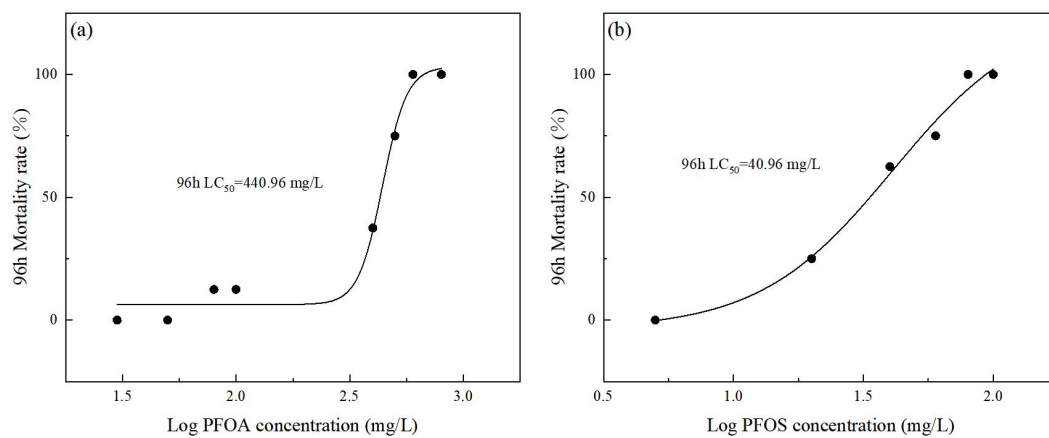 (a)
100
50
0
96h Mortality rate (%)
96h LC50=440.96 mg/L
1.5 2.0 2.5 3.0
Log PFOA concentration (mg/L)
(b)
100
50
0
96h Mortality rate (%)
96h LC50=40.96 mg/L
0.5 1.0 1.5 2.0
Log PFOS concentration (mg/L)